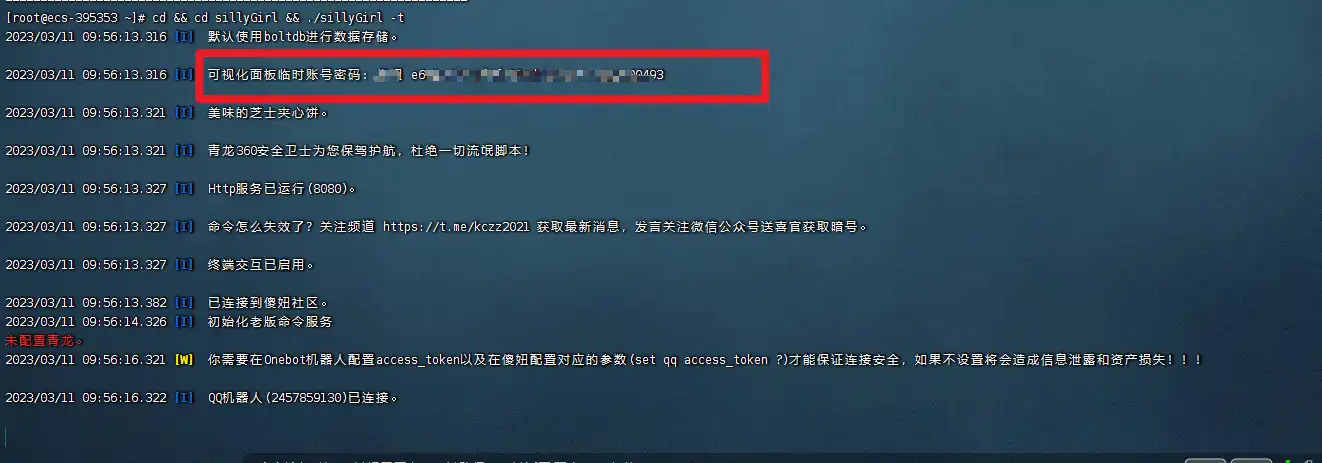 [root@ecs-395353 ~]# cd && cd sillyGirl && ./sillyGirl -t
2023/03/11 09:56:13.316 [I] 默认使用boltdb进行数据存储。
2023/03/11 09:56:13.316 [I] 可视化面板临时账号密码: e6 00493
2023/03/11 09:56:13.321 [I] 美味的芝士夹心饼。
2023/03/11 09:56:13.321 [I] 青龙360安全卫士为您保驾护航，杜绝一切流氓脚本！
2023/03/11 09:56:13.327 [I] Http服务已运行(8080)。
2023/03/11 09:56:13.327 [I] 命令怎么失效了？关注频道 https://t.me/kczz2021 获取最新消息，发言关注微信公众号送喜官获取暗号。
2023/03/11 09:56:13.327 [I] 终端交互已启用。
2023/03/11 09:56:13.382 [I] 已连接到傻妞社区。
2023/03/11 09:56:14.326 [I] 初始化老版命令服务
未配置青龙。
2023/03/11 09:56:16.321 [W] 你需要在Onebot机器人配置access_token以及在傻妞配置对应的参数(set qq access_token ?)才能保证连接安全，如果不设置将会造成信息泄露和资产损失！！！
2023/03/11 09:56:16.322 [I] QQ机器人(2457859130)已连接。